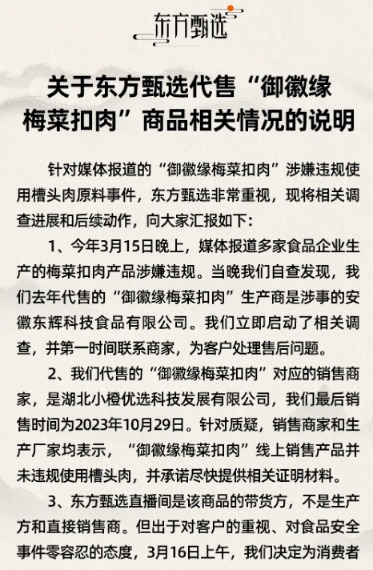 东方甄选
关于东方甄选代售“御徽缘
梅菜扣肉”商品相关情况的说明
针对媒体报道的“御徽缘梅菜扣肉”涉嫌违规使
用槽头肉原料事件，东方甄选非常重视，现将相关调
查进展和后续动作，向大家汇报如下：
1、今年3月15日晚上，媒体报道多家食品企业生
产的梅菜扣肉产品涉嫌违规。当晚我们自查发现，我
们去年代售的“御徽缘梅菜扣肉”生产商是涉事的安
徽东辉科技食品有限公司。我们立即启动了相关调
查，并第一时间联系商家，为客户处理售后问题。
2、我们代售的“御徽缘梅菜扣肉”对应的销售商
家，是湖北小橙优选科技发展有限公司，我们最后销
售时间为2023年10月29日。针对质疑，销售商家和生
产厂家均表示，“御徽缘梅菜扣肉”线上销售产品并
未违规使用槽头肉，并承诺尽快提供相关证明材料。
3、东方甄选直播间是该商品的带货方，不是生产
方和直接销售商。但出于对客户的重视、对食品安全
事件零容忍的态度，3月16日上午，我们决定为消费者